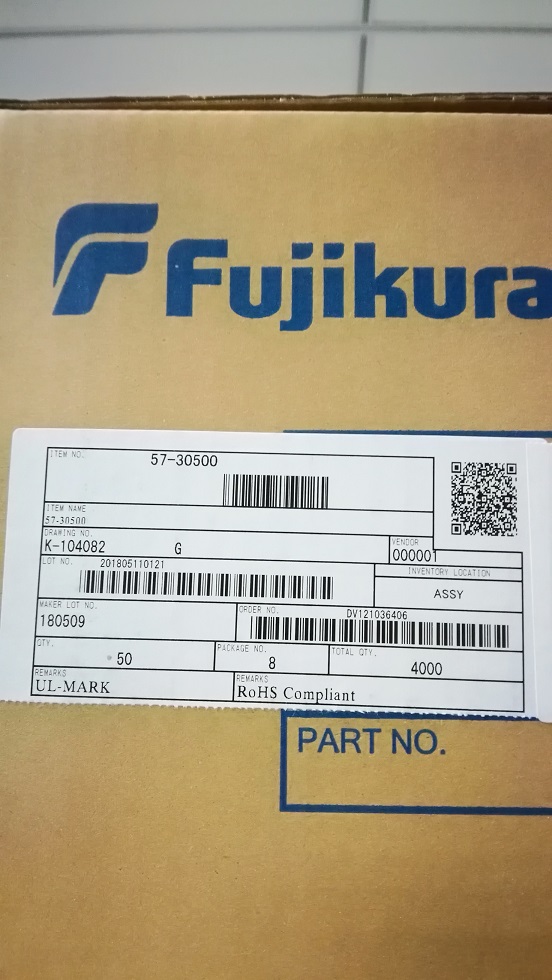 Fujikura
ITEM NO.
57-30500
ITEM NAME
57-30500
DRAWING NO.
K-104082 G
VENDOR
000001
LOT NO.
201805110121
INVENTORY LOCATION
ASSY
MAKER LOT NO.
180509
ORDER NO.
DV121036406
QTY.
50
PACKAGE NO.
8
TOTAL QTY.
4000
REMARKS
UL-MARK
REMARKS
RoHS Compliant
PART NO.